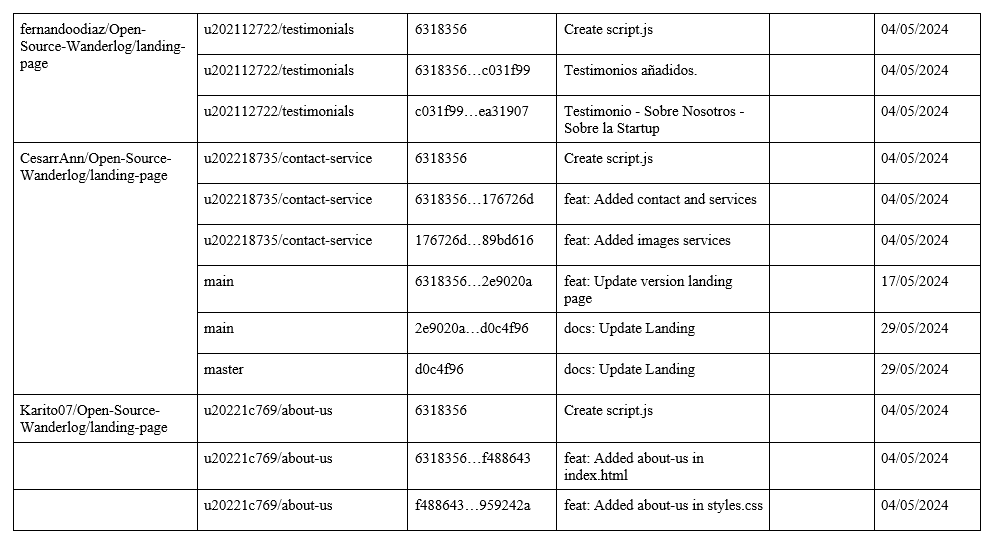 fernandoodiaz/Open-
Source-Wanderlog/landing-
page
u202112722/testimonials
6318356
Create script.js
04/05/2024
u202112722/testimonials
6318356…c031f99
Testimonios añadidos.
04/05/2024
u202112722/testimonials
c031f99…ea31907
Testimonio - Sobre Nosotros -
Sobre la Startup
04/05/2024
CesarrAnn/Open-Source-
Wanderlog/landing-page
u202218735/contact-service
6318356
Create script.js
04/05/2024
u202218735/contact-service
6318356…176726d
feat: Added contact and services
04/05/2024
u202218735/contact-service
176726d…89bd616
feat: Added images services
04/05/2024
main
6318356…2e9020a
feat: Update version landing
page
17/05/2024
main
2e9020a…d0c4f96
docs: Update Landing
29/05/2024
master
d0c4f96
docs: Update Landing
29/05/2024
Karito07/Open-Source-
Wanderlog/landing-page
u20221c769/about-us
6318356
Create script.js
04/05/2024
u20221c769/about-us
6318356…f488643
feat: Added about-us in
index.html
04/05/2024
u20221c769/about-us
f488643…959242a
feat: Added about-us in styles.css
04/05/2024